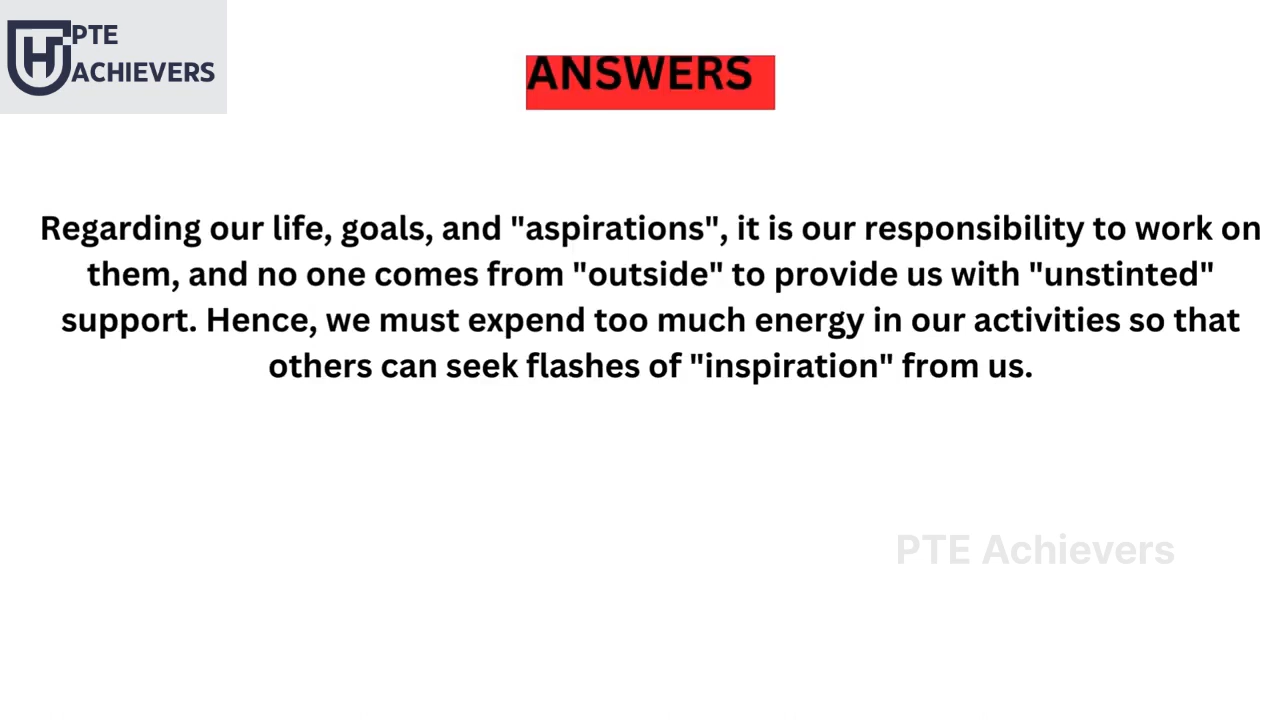 PTE
ACHIEVERS
ANSWERS
Regarding our life, goals, and "aspirations", it is our responsibility to work on
them, and no one comes from "outside" to provide us with "unstinted"
support. Hence, we must expend too much energy in our activities so that
others can seek flashes of "inspiration" from us.
PTE Achievers